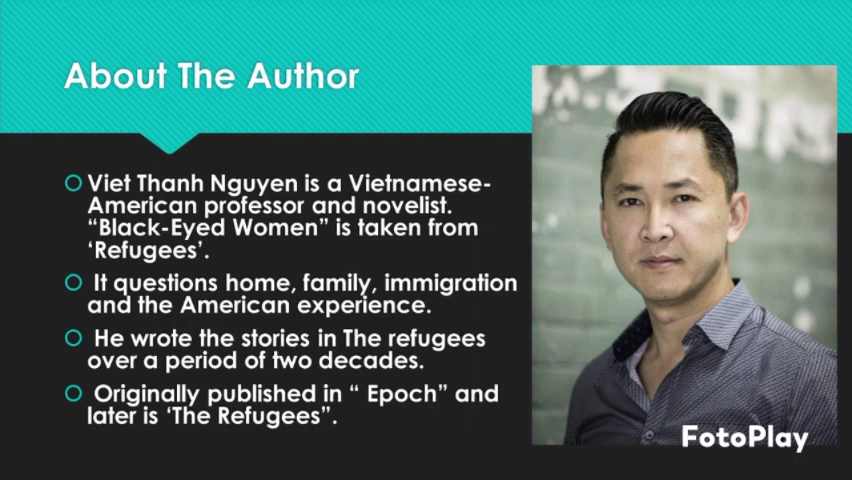 About The Author
Viet Thanh Nguyen is a Vietnamese-
American professor and novelist.
“Black-Eyed Women” is taken from
‘Refugees’.
It questions home, family, immigration
and the American experience.
He wrote the stories in The refugees
over a period of two decades.
Originally published in “ Epoch” and
later is ‘The Refugees”.
FotoPlay